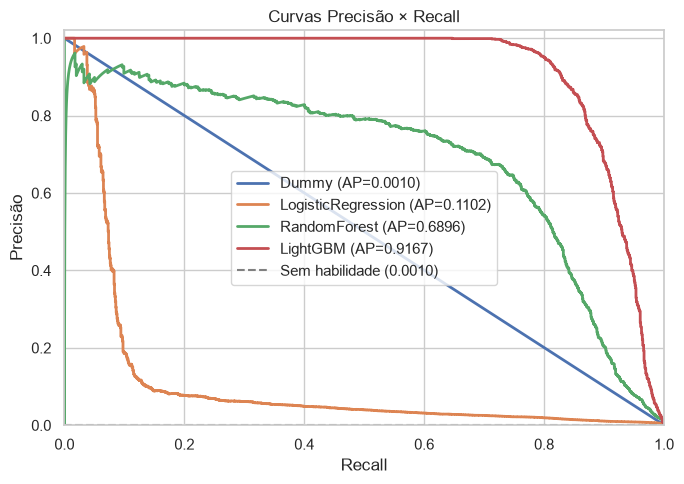 Curvas Precisão × Recall
1.0
0.8
0.6
0.4
0.2
0.0
Precisão
Dummy (AP=0.0010)
LogisticRegression (AP=0.1102)
RandomForest (AP=0.6896)
LightGBM (AP=0.9167)
Sem habilidade (0.0010)
0.0 0.2 0.4 0.6 0.8 1.0
Recall